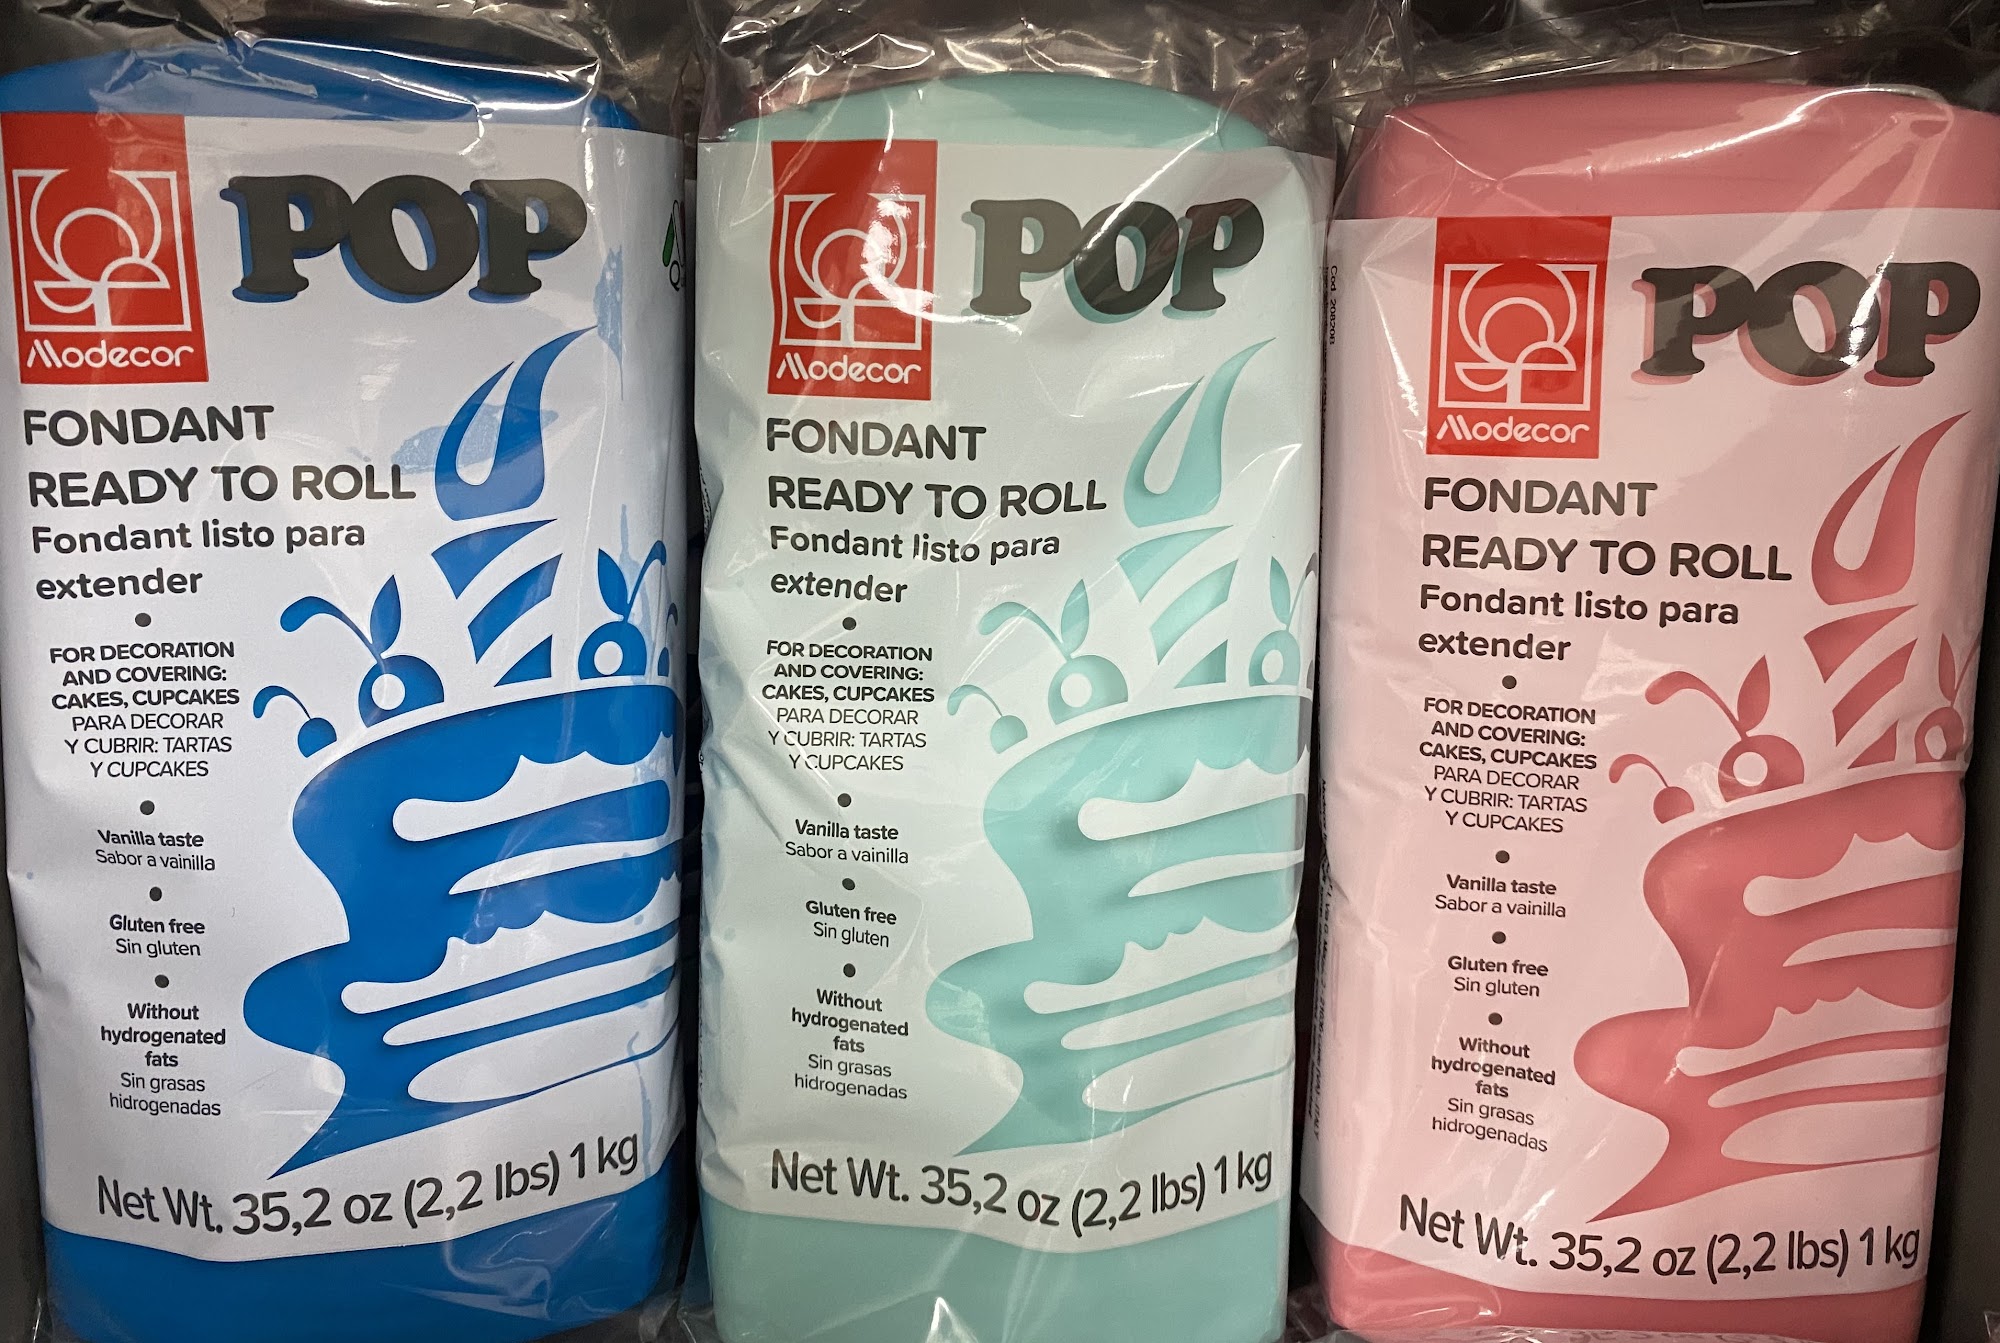 Modecor
POP
FONDANT
READY TO ROLL
Fondant listo para
extender
FOR DECORATION
AND COVERING:
CAKES, CUPCAKES
PARA DECORAR
Y CUBRIR: TARTAS
Y CUPCAKES
Vanilla taste
Sabor a vainilla
Gluten free
Sin gluten
Without
hydrogenated
fats
Sin grasas
hidrogenadas
Net Wt. 35,2 oz (2,2 lbs) 1 kg
Modecor
POP
FONDANT
READY TO ROLL
Fondant listo para
extender
FOR DECORATION
AND COVERING:
CAKES, CUPCAKES
PARA DECORAR
Y CUBRIR: TARTAS
Y CUPCAKES
Vanilla taste
Sabor a vainilla
Gluten free
Sin gluten
Without
hydrogenated
fats
Sin grasas
hidrogenadas
Net Wt. 35,2 oz (2,2 lbs) 1 kg
Modecor
POP
FONDANT
READY TO ROLL
Fondant listo para
extender
FOR DECORATION
AND COVERING:
CAKES, CUPCAKES
PARA DECORAR
Y CUBRIR: TARTAS
Y CUPCAKES
Vanilla taste
Sabor a vainilla
Gluten free
Sin gluten
Without
hydrogenated
fats
Sin grasas
hidrogenadas
Net Wt. 35,2 oz (2,2 lbs) 1 kg